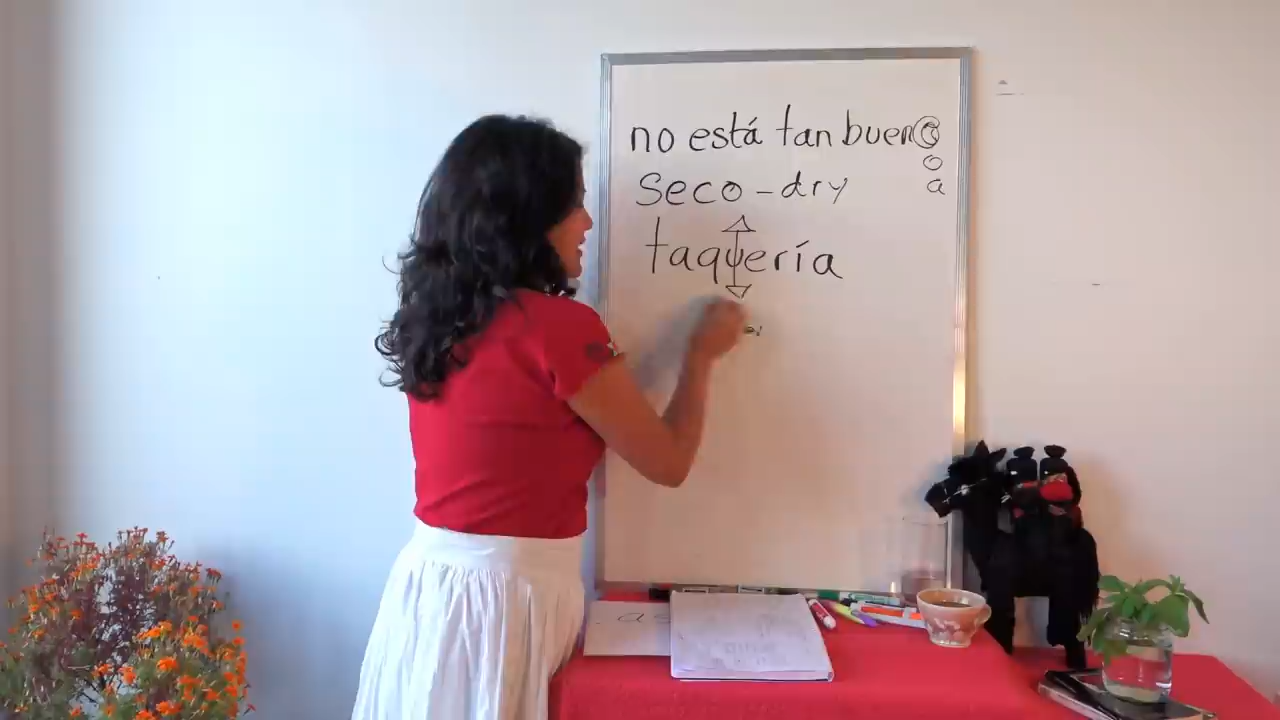 no está tan bueno
o
a
seco - dry
taquería